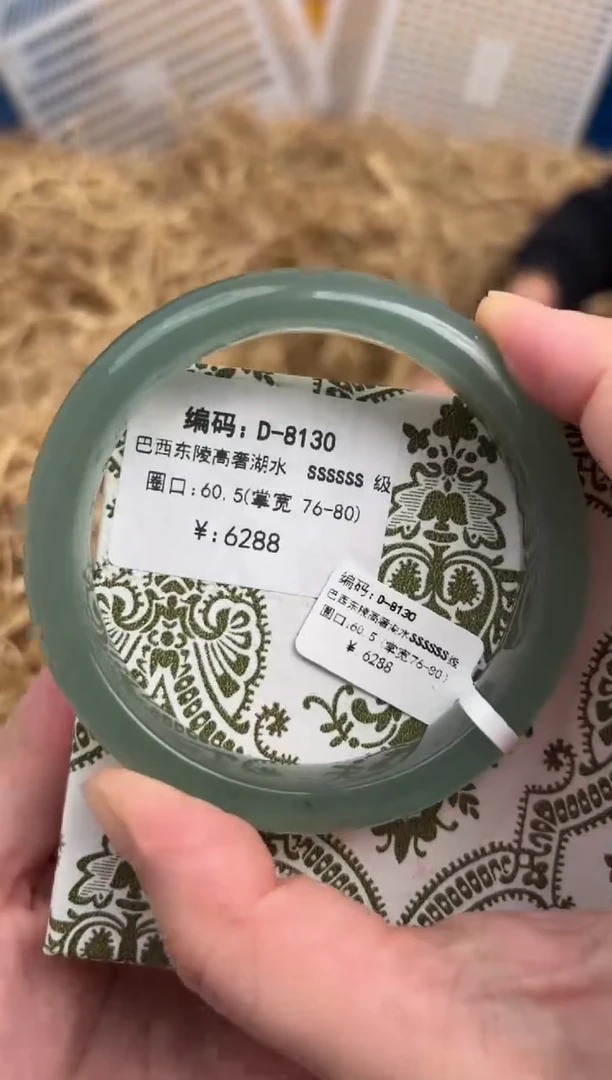 编码: D-8130
巴西东陵高奢湖水 SSSSSS 级
圈口:60.5(掌宽 76-80)
¥:6288
编码: D-8130
巴西东陵高奢湖水SSSSSS级
圈口:60.5(掌宽76-80)
¥ 6288